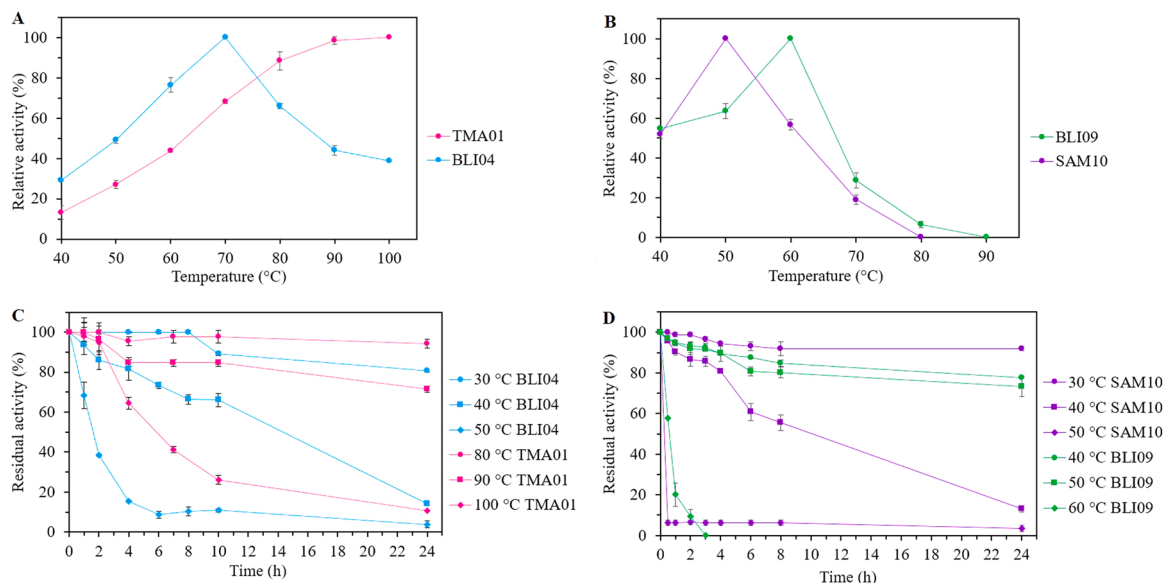 A
Relative activity (%)
100
80
60
40
20
0
40 50 60 70 80 90 100
Temperature (°C)
TMA01
BLI04
B
Relative activity (%)
100
80
60
40
20
0
40 50 60 70 80 90
Temperature (°C)
BLI09
SAM10
C
Residual activity (%)
100
80
60
40
20
0
0 2 4 6 8 10 12 14 16 18 20 22 24
Time (h)
30 °C BLI04
40 °C BLI04
50 °C BLI04
80 °C TMA01
90 °C TMA01
100 °C TMA01
D
Residual activity (%)
100
80
60
40
20
0
0 2 4 6 8 10 12 14 16 18 20 22 24
Time (h)
30 °C SAM10
40 °C SAM10
50 °C SAM10
40 °C BLI09
50 °C BLI09
60 °C BLI09